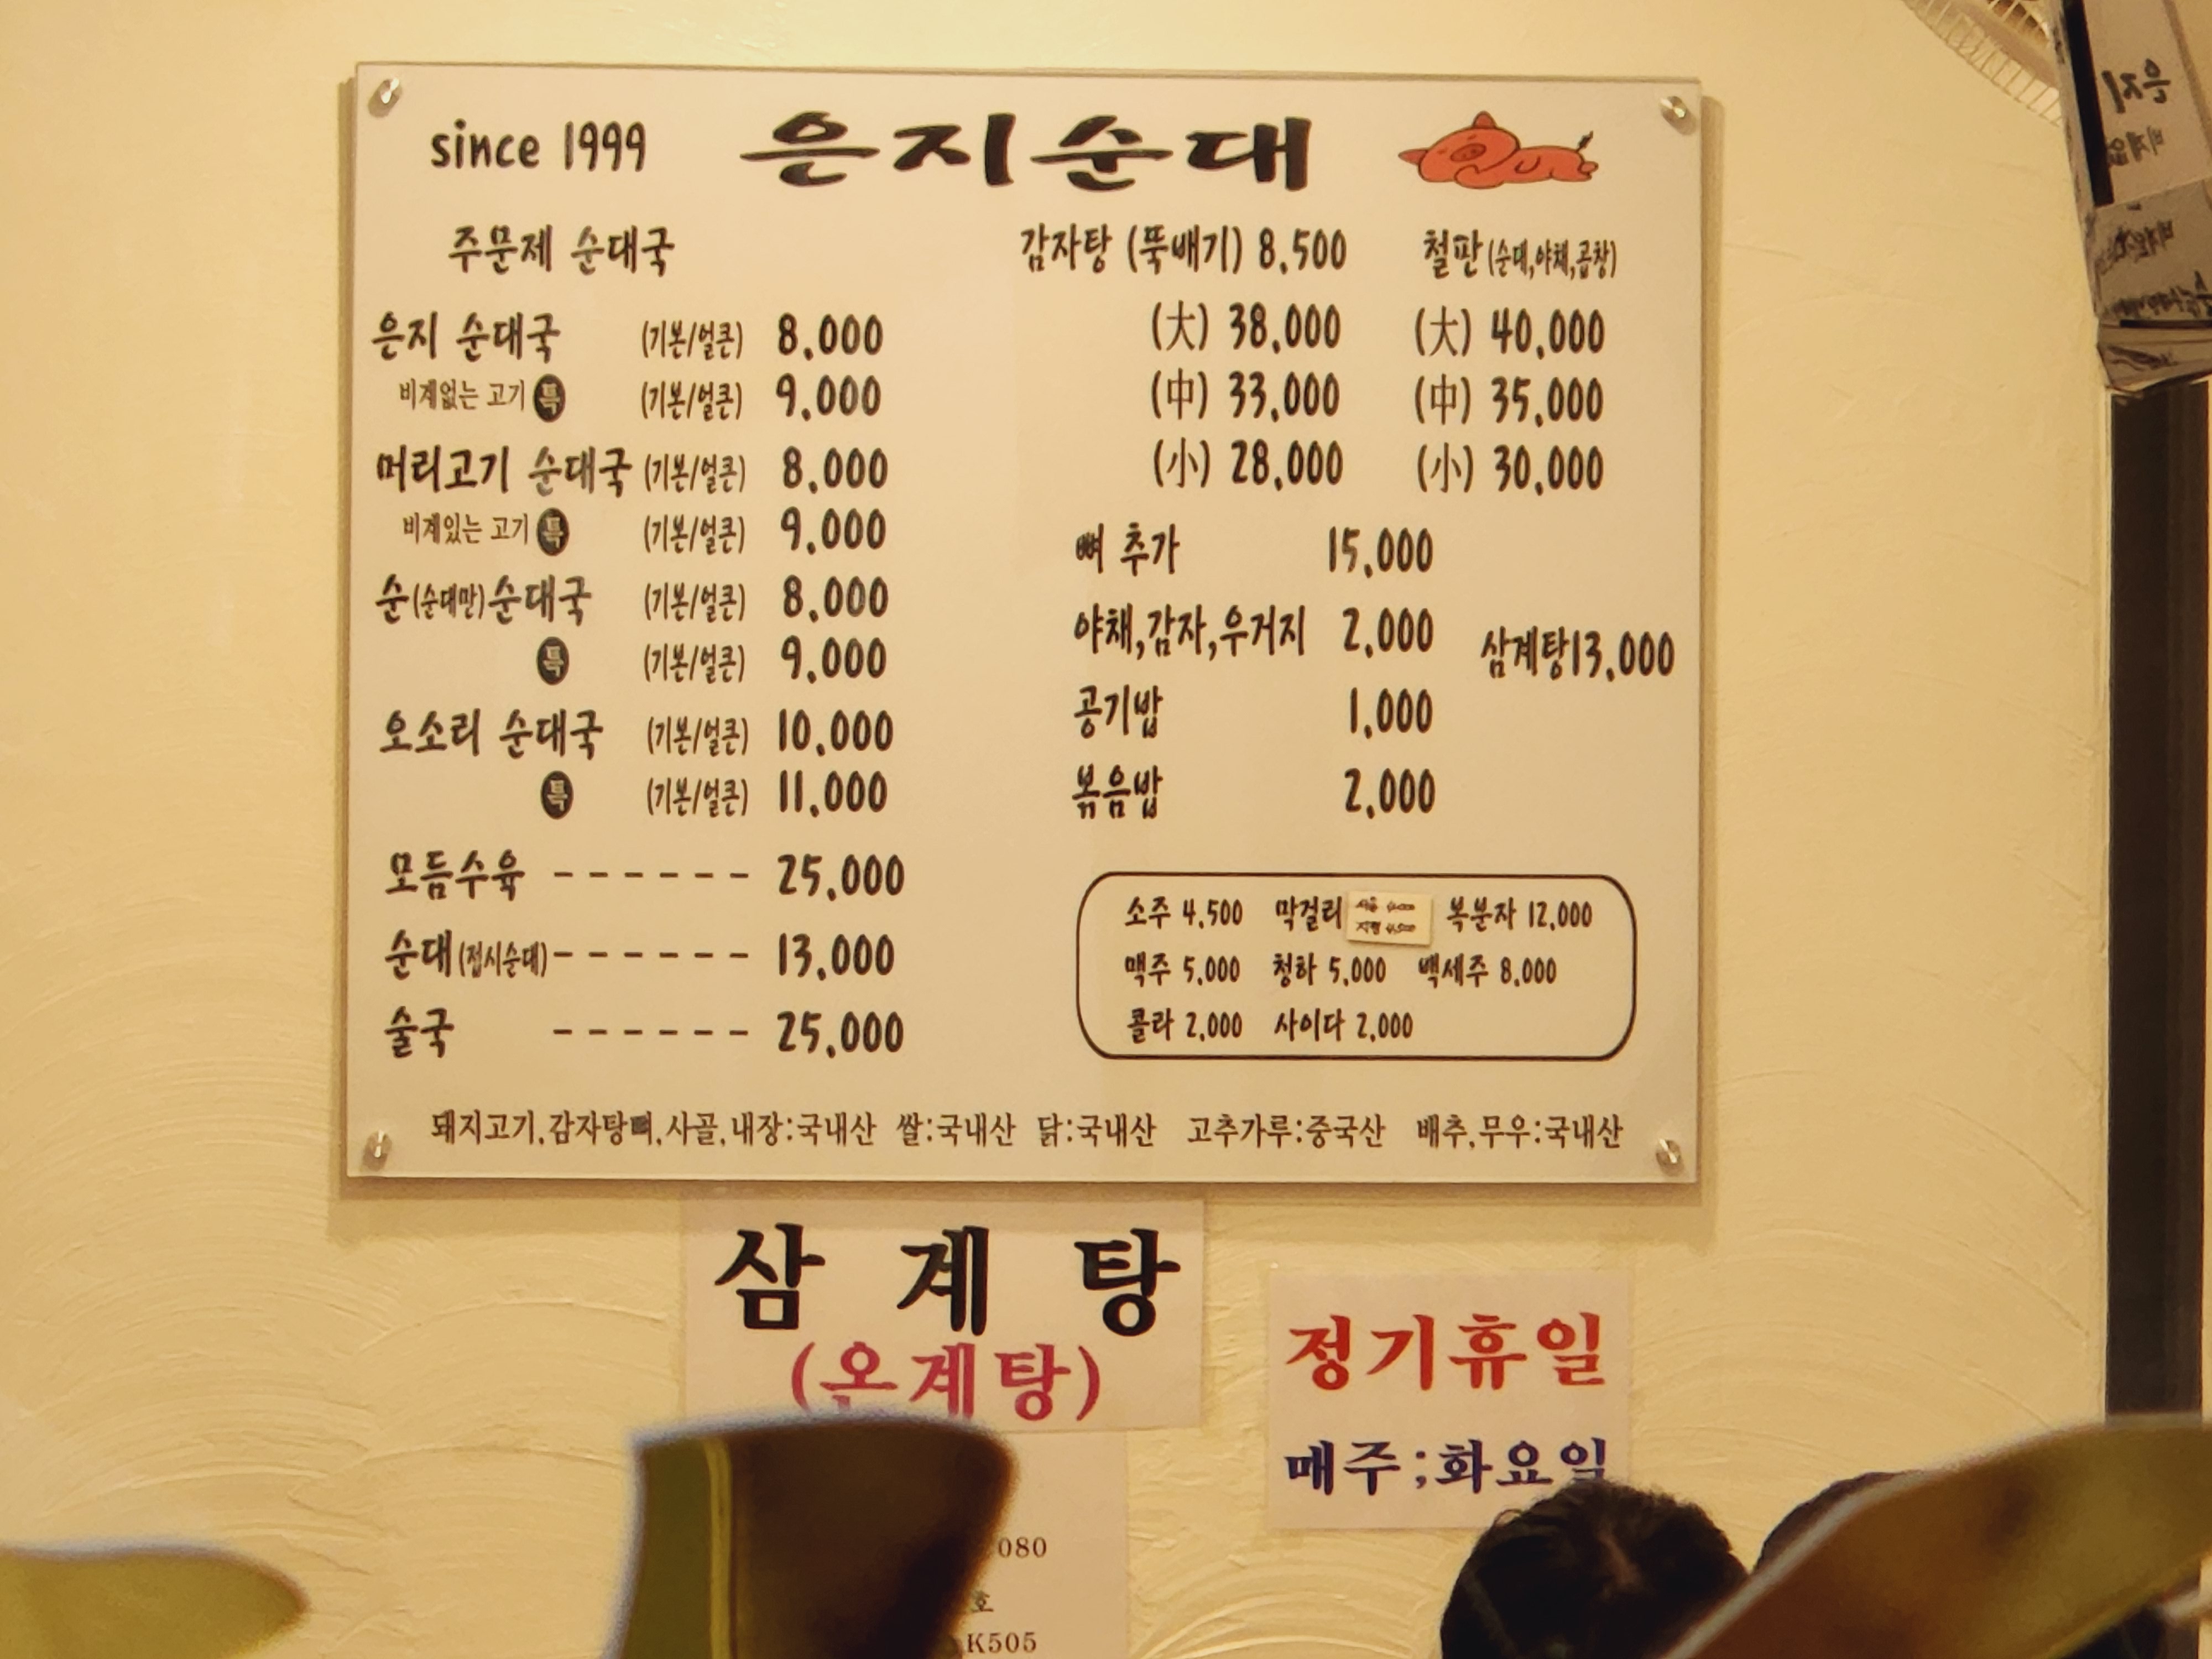 since 1999 은지순대
주문제 순대국
은지 순대국 (기본/얼큰) 8,000
비계없는 고기 특 (기본/얼큰) 9,000
머리고기 순대국 (기본/얼큰) 8,000
비계있는 고기 특 (기본/얼큰) 9,000
순(순대만)순대국 (기본/얼큰) 8,000
특 (기본/얼큰) 9,000
오소리 순대국 (기본/얼큰) 10,000
특 (기본/얼큰) 11,000
모듬수육 ------ 25,000
순대(접시순대)------ 13,000
술국 ------ 25,000
감자탕 (뚝배기) 8,500
(大) 38,000
(中) 33,000
(小) 28,000
철판(순대,야채,곱창)
(大) 40,000
(中) 35,000
(小) 30,000
뼈 추가 15,000
야채,감자,우거지 2,000
공기밥 1,000
볶음밥 2,000
삼계탕13,000
소주 4,500 막걸리 복분자 12,000
맥주 5,000 청하 5,000 백세주 8,000
콜라 2,000 사이다 2,000
돼지고기,감자탕뼈,사골,내장:국내산 쌀:국내산 닭:국내산 고추가루:중국산 배추,무우:국내산
삼 계 탕
(온계탕)
정기휴일
매주;화요일
080
호
K505
은지